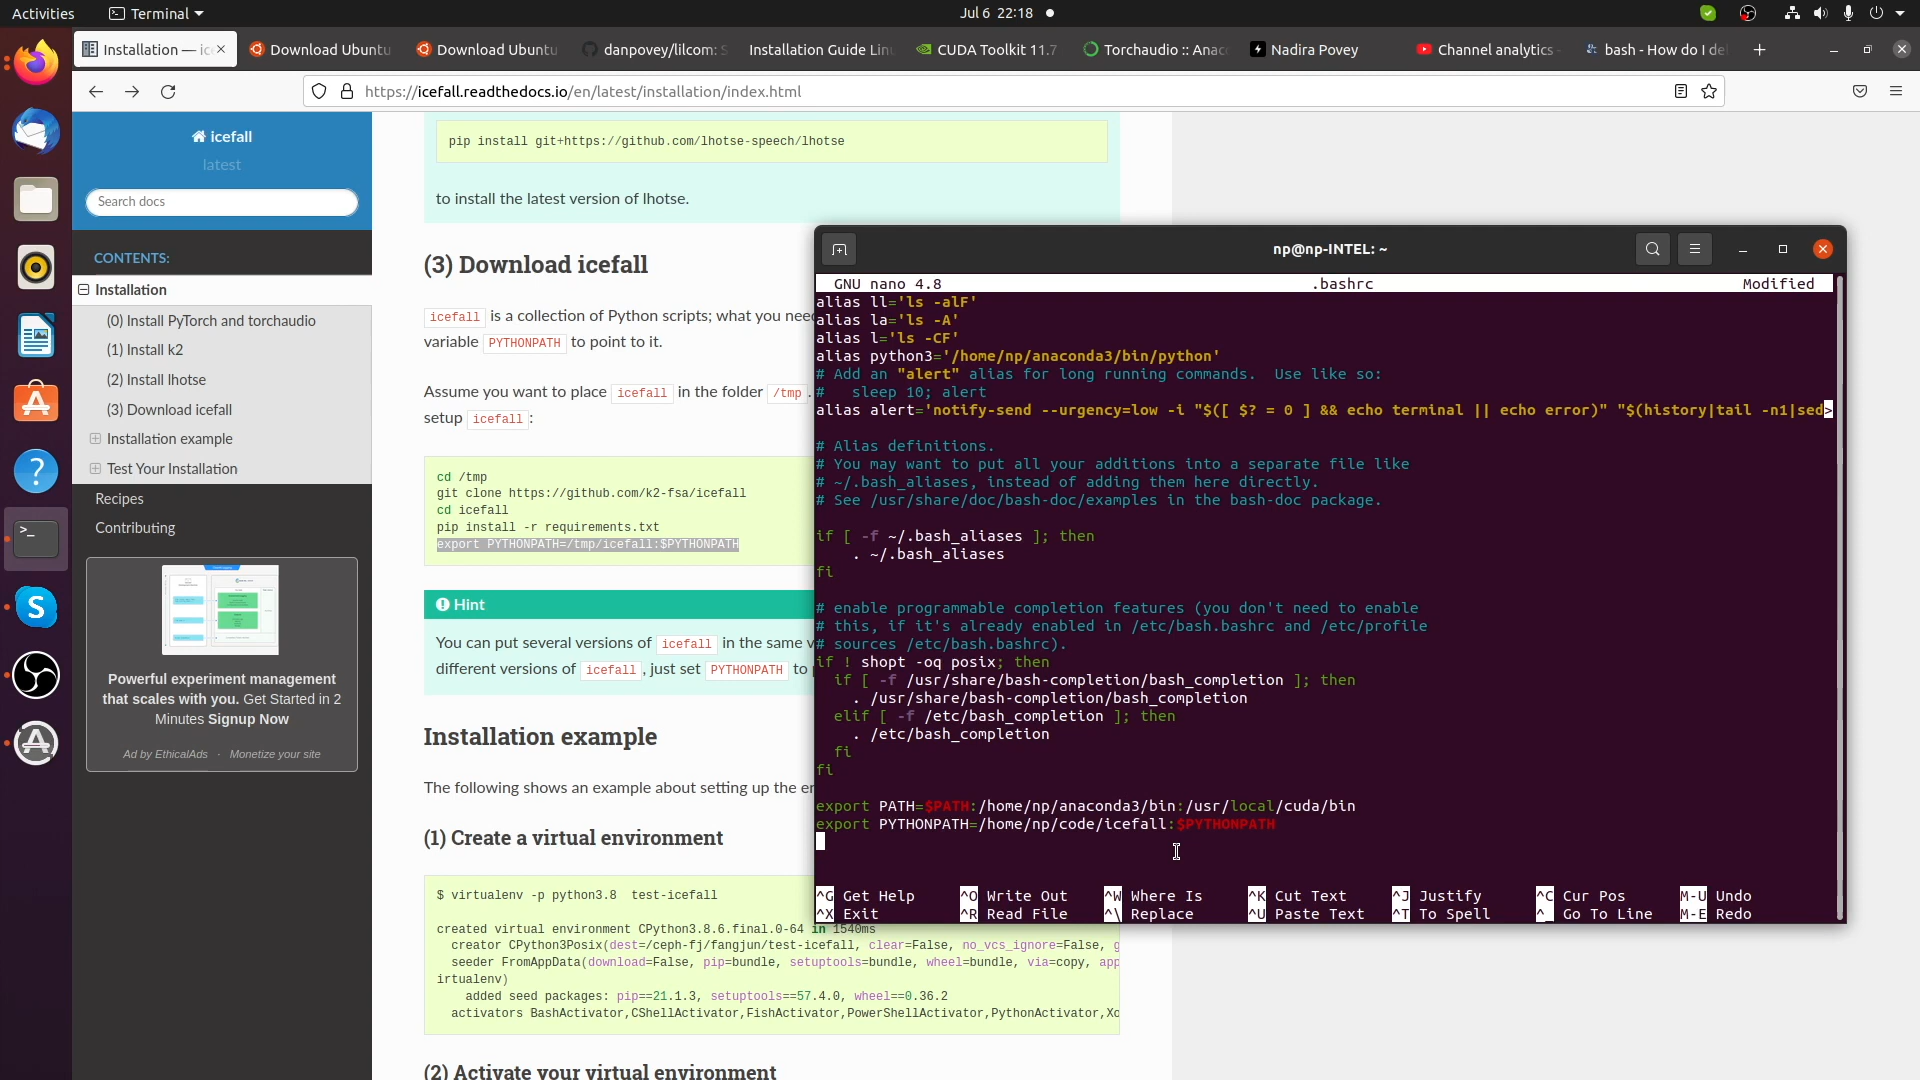 Activities
Terminal
Jul 6 22:18
Installation — ice
Download Ubuntu
Download Ubuntu
danpovey/lilcom: S
Installation Guide Linu
CUDA Toolkit 11.7
Torchaudio :: Anac
Nadira Povey
Channel analytics -
bash - How do I del
https://icefall.readthedocs.io/en/latest/installation/index.html
icefall
latest
Search docs
CONTENTS:
Installation
(0) Install PyTorch and torchaudio
(1) Install k2
(2) Install lhotse
(3) Download icefall
Installation example
Test Your Installation
Recipes
Contributing
Powerful experiment management
that scales with you. Get Started in 2
Minutes Signup Now
Ad by EthicalAds · Monetize your site
pip install git+https://github.com/lhotse-speech/lhotse
to install the latest version of lhotse.
(3) Download icefall
icefall is a collection of Python scripts; what you need
variable PYTHONPATH to point to it.
Assume you want to place icefall in the folder /tmp.
setup icefall:
cd /tmp
git clone https://github.com/k2-fsa/icefall
cd icefall
pip install -r requirements.txt
export PYTHONPATH=/tmp/icefall:$PYTHONPATH
Hint
You can put several versions of icefall in the same v
different versions of icefall, just set PYTHONPATH to
Installation example
The following shows an example about setting up the en
(1) Create a virtual environment
$ virtualenv -p python3.8  test-icefall
created virtual environment CPython3.8.6.final.0-64 in 1540ms
creator CPython3Posix(dest=/ceph-fj/fangjun/test-icefall, clear=False, no_vcs_ignore=False, g
seeder FromAppData(download=False, pip=bundle, setuptools=bundle, wheel=bundle, via=copy, app
irtualenv)
added seed packages: pip==21.1.3, setuptools==57.4.0, wheel==0.36.2
activators BashActivator,CShellActivator,FishActivator,PowerShellActivator,PythonActivator,Xo
(2) Activate your virtual environment
np@np-INTEL: ~
GNU nano 4.8 .bashrc Modified
alias ll='ls -alF'
alias la='ls -A'
alias l='ls -CF'
alias python3='/home/np/anaconda3/bin/python'
# Add an "alert" alias for long running commands.  Use like so:
#   sleep 10; alert
alias alert='notify-send --urgency=low -i "$([ $? = 0 ] && echo terminal || echo error)" "$(history|tail -n1|sed>
# Alias definitions.
# You may want to put all your additions into a separate file like
# ~/.bash_aliases, instead of adding them here directly.
# See /usr/share/doc/bash-doc/examples in the bash-doc package.
if [ -f ~/.bash_aliases ]; then
. ~/.bash_aliases
fi
# enable programmable completion features (you don't need to enable
# this, if it's already enabled in /etc/bash.bashrc and /etc/profile
# sources /etc/bash.bashrc).
if ! shopt -oq posix; then
if [ -f /usr/share/bash-completion/bash_completion ]; then
. /usr/share/bash-completion/bash_completion
elif [ -f /etc/bash_completion ]; then
. /etc/bash_completion
fi
fi
export PATH=$PATH:/home/np/anaconda3/bin:/usr/local/cuda/bin
export PYTHONPATH=/home/np/code/icefall:$PYTHONPATH
^G Get Help ^O Write Out ^W Where Is ^K Cut Text ^J Justify ^C Cur Pos M-U Undo
^X Exit ^R Read File ^\ Replace ^U Paste Text ^T To Spell ^_ Go To Line M-E Redo